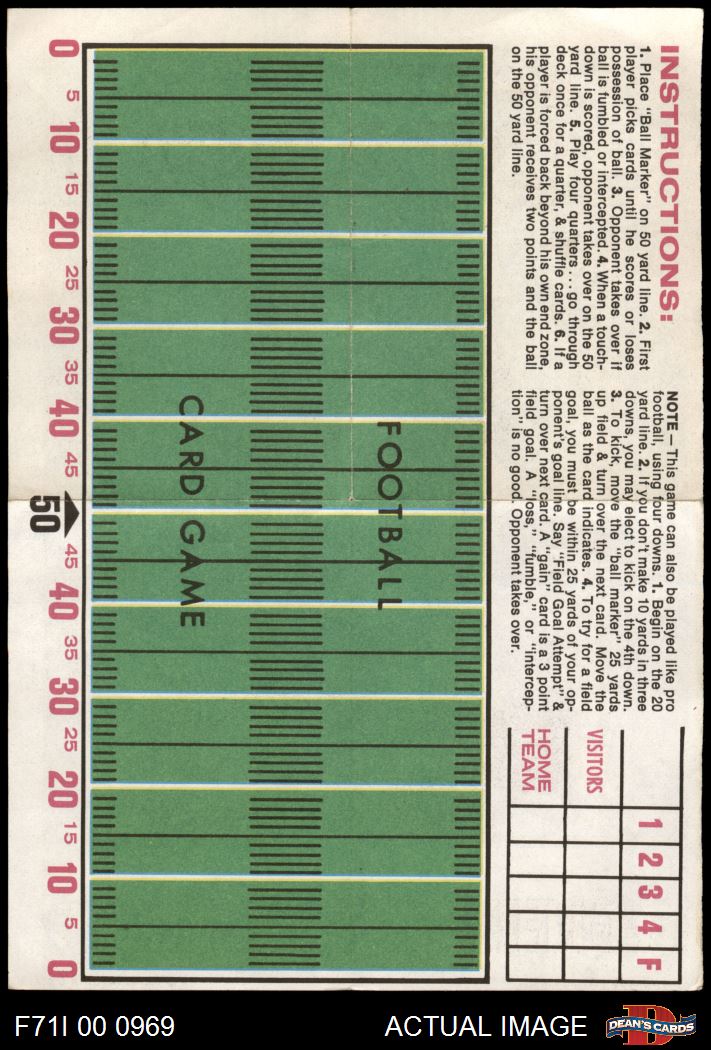 INSTRUCTIONS:
1. Place "Ball Marker" on 50 yard line. 2. First
player picks cards until he scores or loses
possession of ball. 3. Opponent takes over if
ball is fumbled or intercepted. 4. When a touch-
down is scored, opponent takes over on the 50
yard line. 5. Play four quarters . . . go through
deck once for a quarter, & shuffle cards. 6. If a
player is forced back beyond his own end zone,
his opponent receives two points and the ball
on the 50 yard line.
NOTE — This game can also be played like pro
football, using four downs. 1. Begin on the 20
yard line. 2. If you don't make 10 yards in three
downs, you may elect to kick on the 4th down.
3. To kick, move the "ball marker" 25 yards
up field & turn over the next card. Move the
ball as the card indicates. 4. To try for a field
goal, you must be within 25 yards of your op-
ponent's goal line. Say "Field Goal Attempt" &
turn over next card. A "gain" card is a 3 point
field goal. A "loss," "fumble," or "intercep-
tion" is no good. Opponent takes over.
1 2 3 4 F
VISITORS
HOME
TEAM
FOOTBALL
CARD GAME
0 5 10 15 20 25 30 35 40 45 50 45 40 35 30 25 20 15 10 5 0
F71I 00 0969
ACTUAL IMAGE
D
DEAN'S CARDS